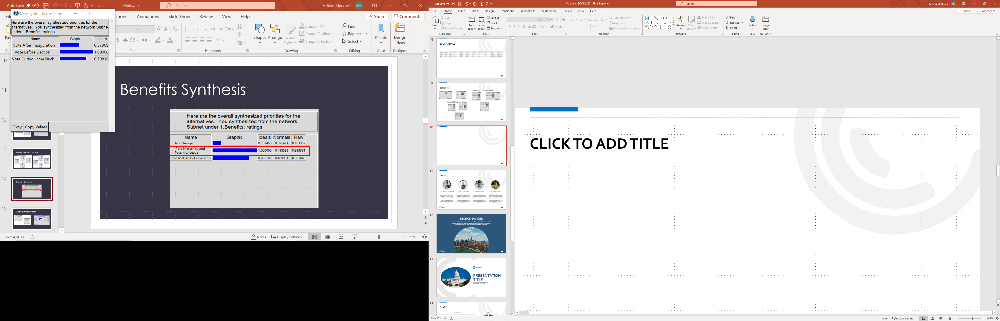 AutoSave Off
Mate...
Search
Adrian Markocic AM
sitions Animations Slide Show Review View Help
Share Comments
Shapes Arrange Quick Styles
Shape Fill
Shape Outline
Shape Effects
Find
Replace
Select
Dictate
Design Ideas
Font Paragraph Drawing Editing Voice Designer
New synthesis for: Subne...
Here are the overall synthesized priorities for the
alternatives. You synthesized from the network Subnet
under 1.Benefits: ratings
Name Graphic Ideals
Vote After Inauguration 0.57909
Vote Before Election 1.00000
Vote During Lame Duck 0.79816
Okay Copy Values
10
11
12
13
Benefit Decision Subnet
14
Benefits Synthesis
15
Opportunities Subnet
Benefits Synthesis
Here are the overall synthesized priorities for the
alternatives. You synthesized from the network
Subnet under 1.Benefits: ratings
Name Graphic Ideals Normals Raw
No Change 0.183456 0.091471 0.183339
Paid Maternity and
Paternity Leave 1.000000 0.498599 0.999361
Paid Maternity Leave Only 0.822165 0.409931 0.821640
Slide 14 of 33
Notes Display Settings 72%
AutoSave Off
Markocic_BQOM 2521_Final Paper
Search
Adrian Markocic AM
File Home Insert Draw Design Transitions Animations Slide Show Review View Help
Share Comments
Paste
Cut
Copy
Format Painter
New Slide
Reuse Slides
Layout
Reset
Section
Text Direction
Align Text
Convert to SmartArt
Arrange
Quick Styles
Shape Fill
Shape Outline
Shape Effects
Find
Replace
Select
Dictate
Design Ideas
Clipboard Slides Font Paragraph Drawing Editing Voice Designer
8
BOCR RATINGS
9
BENEFITS
Economic Decision Subnet
Political Decision Subnet
10
11
TEAM
Contoso
12
SECTION DIVIDER
Contoso
13
Contoso
PRESENTATION
TITLE
SUBTITLE COMES HERE
14
CHART
CLICK TO ADD TITLE
Slide 10 of 18
Notes Display Settings 165%